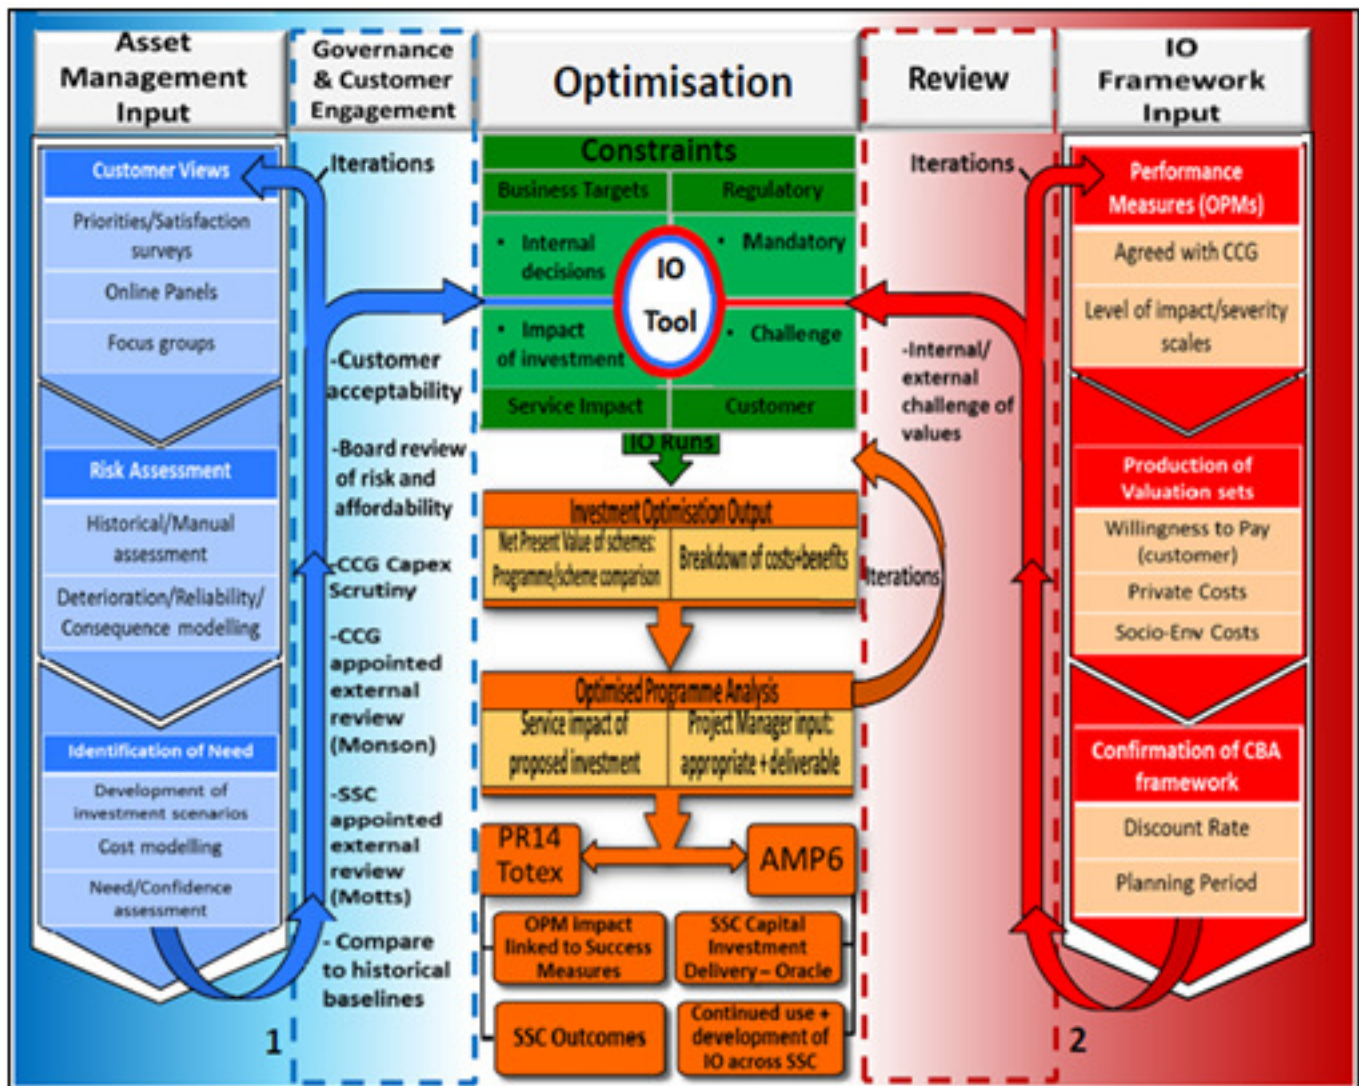 Asset
Management
Input
Governance
& Customer
Engagement
Optimisation
Review
IO
Framework
Input
Customer Views
Priorities/Satisfaction
surveys
Online Panels
Focus groups
Risk Assessment
Historical/Manual
assessment
Deterioration/Reliability/
Consequence modelling
Identification of Need
Development of
investment scenarios
Cost modelling
Need/Confidence
assessment
1
Iterations
-Customer
acceptability
-Board review
of risk and
affordability
-CCG Capex
Scrutiny
-CCG
appointed
external
review
(Monson)
-SSC
appointed
external
review
(Motts)
- Compare
to historical
baselines
Constraints
Business Targets
Regulatory
• Internal
decisions
• Mandatory
IO
Tool
• Impact
of investment
• Challenge
Service Impact
Customer
IO Runs
Investment Optimisation Output
Net Present Value of schemes:
Programme/scheme comparison
Breakdown of costs+benefits
Iterations
Optimised Programme Analysis
Service impact of
proposed investment
Project Manager input:
appropriate + deliverable
PR14
Totex
AMP6
OPM Impact
linked to Success
Measures
SSC Capital
Investment
Delivery – Oracle
SSC Outcomes
Continued use +
development of
IO across SSC
Iterations
-Internal/
external
challenge of
values
Performance
Measures (OPMs)
Agreed with CCG
Level of impact/severity
scales
Production of
Valuation sets
Willingness to Pay
(customer)
Private Costs
Socio-Env Costs
Confirmation of CBA
framework
Discount Rate
Planning Period
2